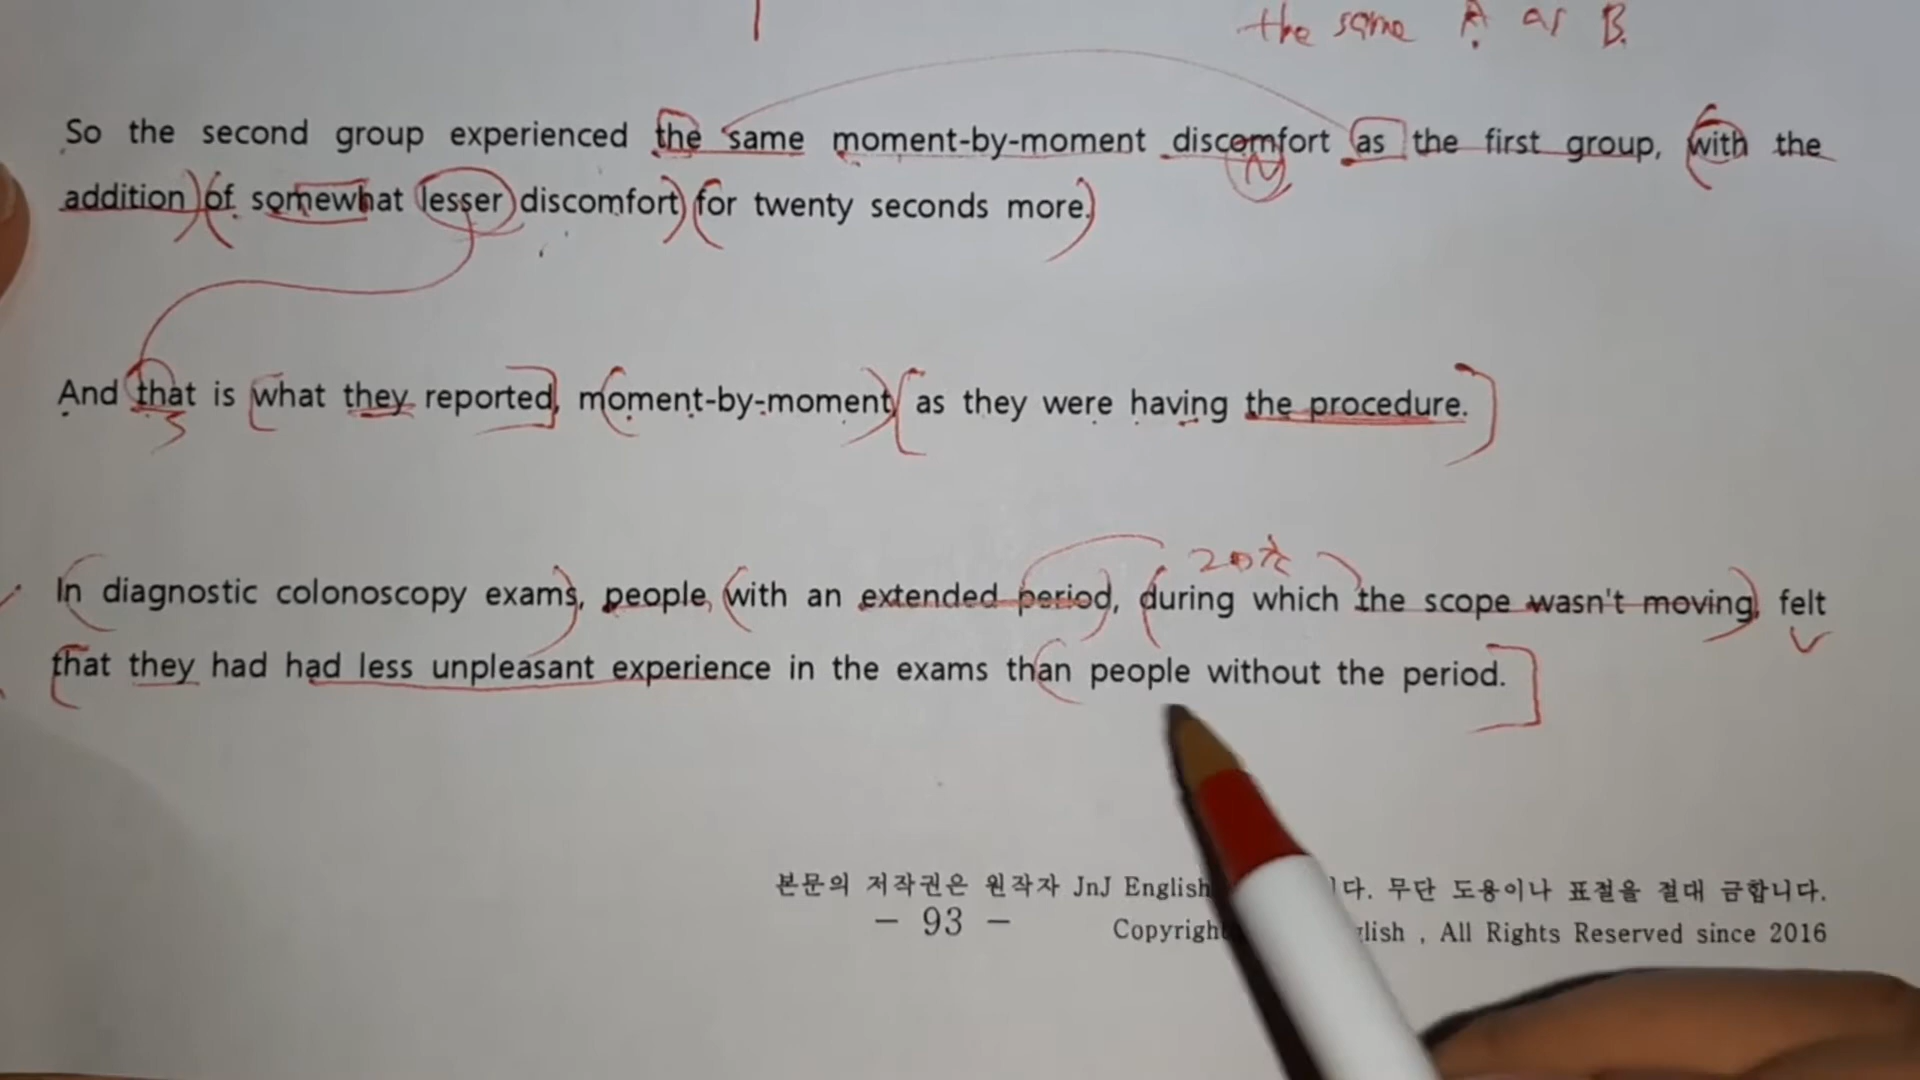 the same A as B.
So the second group experienced the same moment-by-moment discomfort as the first group, with the
N
addition of somewhat lesser discomfort for twenty seconds more.
And that is what they reported, moment-by-moment as they were having the procedure.
20초
In diagnostic colonoscopy exams, people with an extended period, during which the scope wasn't moving, felt
V
that they had had less unpleasant experience in the exams than people without the period.
본문의 저작권은 원작자 JnJ English 다. 무단 도용이나 표절을 절대 금합니다.
- 93 -
Copyright glish , All Rights Reserved since 2016